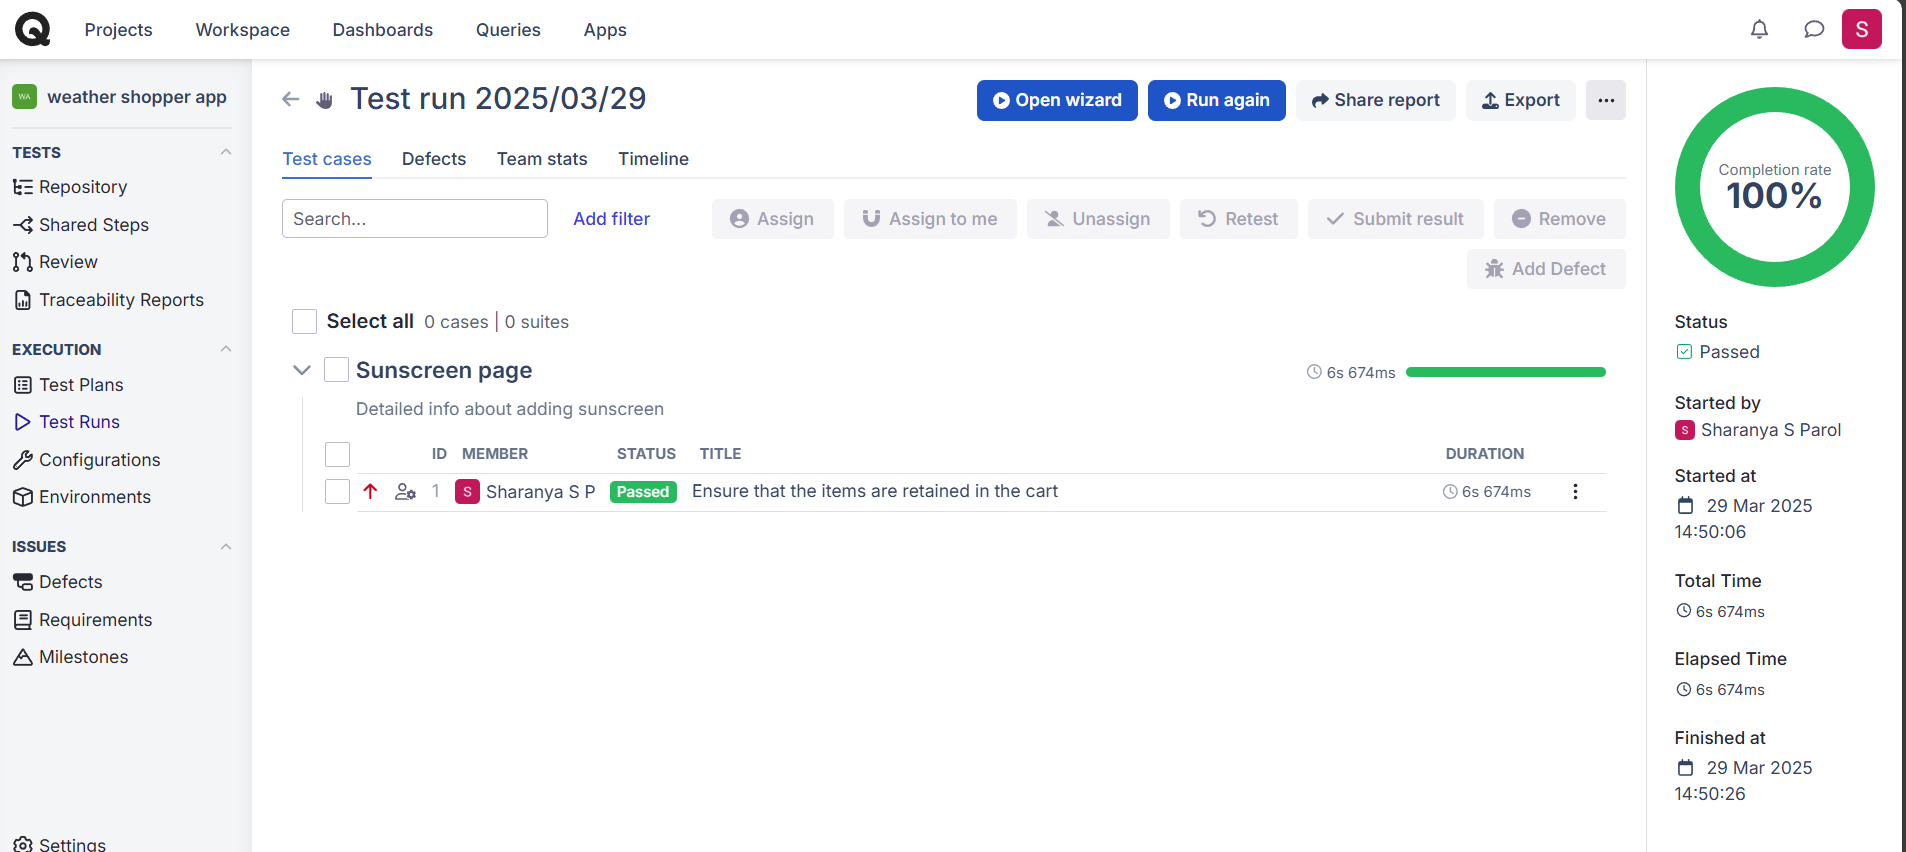 Projects Workspace Dashboards Queries Apps S
WA weather shopper app
TESTS
Repository
Shared Steps
Review
Traceability Reports
EXECUTION
Test Plans
Test Runs
Configurations
Environments
ISSUES
Defects
Requirements
Milestones
Settings
Test run 2025/03/29
Open wizard Run again Share report Export
Test cases Defects Team stats Timeline
Search... Add filter Assign Assign to me Unassign Retest Submit result Remove
Add Defect
Select all 0 cases | 0 suites
Sunscreen page 6s 674ms
Detailed info about adding sunscreen
ID MEMBER STATUS TITLE DURATION
1 S Sharanya S P Passed Ensure that the items are retained in the cart 6s 674ms
Completion rate
100%
Status
Passed
Started by
S Sharanya S Parol
Started at
29 Mar 2025
14:50:06
Total Time
6s 674ms
Elapsed Time
6s 674ms
Finished at
29 Mar 2025
14:50:26